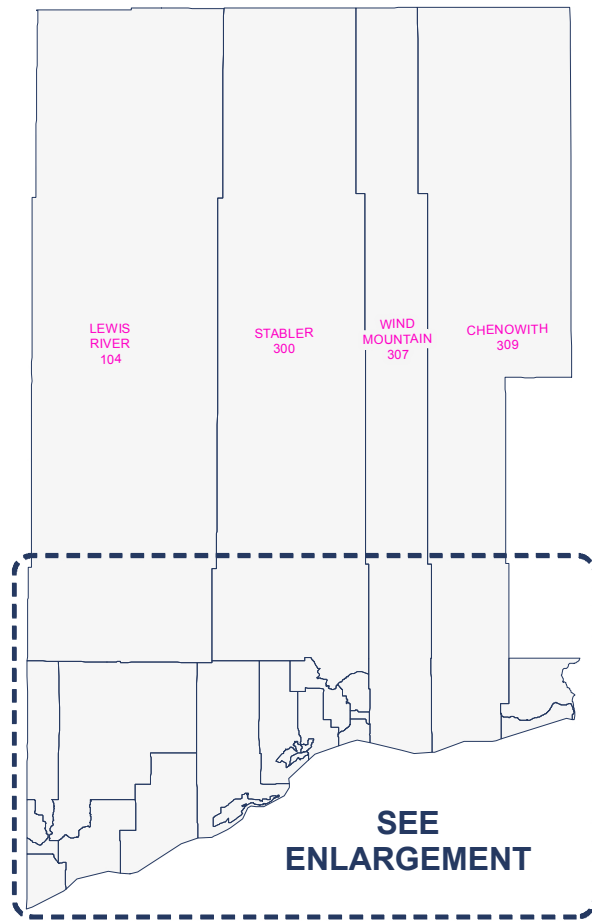 LEWIS
RIVER
104
STABLER
300
WIND
MOUNTAIN
307
CHENOWITH
309
SEE
ENLARGEMENT